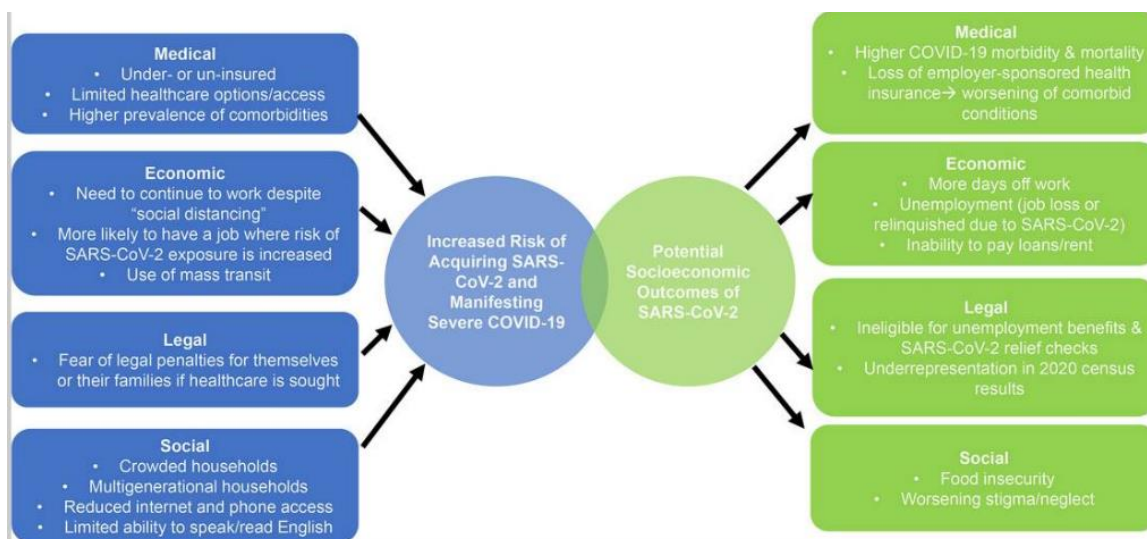 Medical
• Under- or un-insured
• Limited healthcare options/access
• Higher prevalence of comorbidities
Economic
• Need to continue to work despite
“social distancing”
• More likely to have a job where risk of
SARS-CoV-2 exposure is increased
• Use of mass transit
Legal
• Fear of legal penalties for themselves
or their families if healthcare is sought
Social
• Crowded households
• Multigenerational households
• Reduced internet and phone access
• Limited ability to speak/read English
Increased Risk of
Acquiring SARS-
CoV-2 and
Manifesting
Severe COVID-19
Potential
Socioeconomic
Outcomes of
SARS-CoV-2
Medical
• Higher COVID-19 morbidity & mortality
• Loss of employer-sponsored health
insurance→ worsening of comorbid
conditions
Economic
• More days off work
• Unemployment (job loss or
relinquished due to SARS-CoV-2)
• Inability to pay loans/rent
Legal
• Ineligible for unemployment benefits &
SARS-CoV-2 relief checks
• Underrepresentation in 2020 census
results
Social
• Food insecurity
• Worsening stigma/neglect